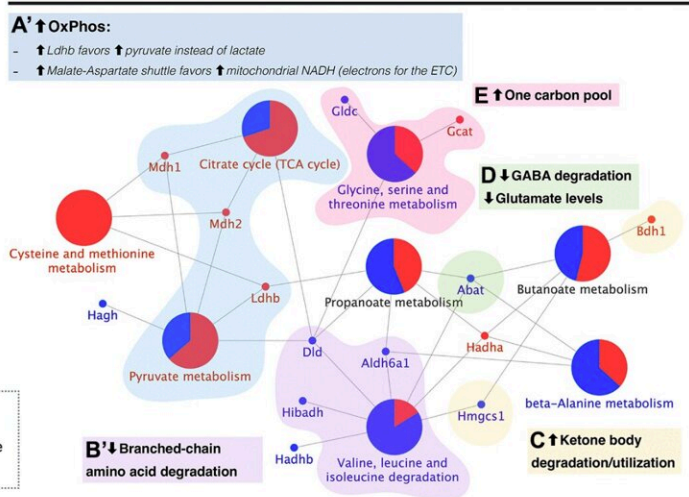 A' ⬆OxPhos:
- ⬆Ldhb favors ⬆pyruvate instead of lactate
- ⬆Malate-Aspartate shuttle favors ⬆mitochondrial NADH (electrons for the ETC)
E ⬆One carbon pool
Gldc
Gcat
Mdh1
Citrate cycle (TCA cycle)
Glycine, serine and
threonine metabolism
D ⬇GABA degradation
⬇Glutamate levels
Mdh2
Bdh1
Cysteine and methionine
metabolism
Ldhb
Propanoate metabolism
Abat
Butanoate metabolism
Hagh
Dld
Aldh6a1
Hadha
Pyruvate metabolism
beta-Alanine metabolism
Hibadh
Hmgcs1
B'⬇Branched-chain
amino acid degradation
Hadhb
Valine, leucine and
isoleucine degradation
C ⬆Ketone body
degradation/utilization